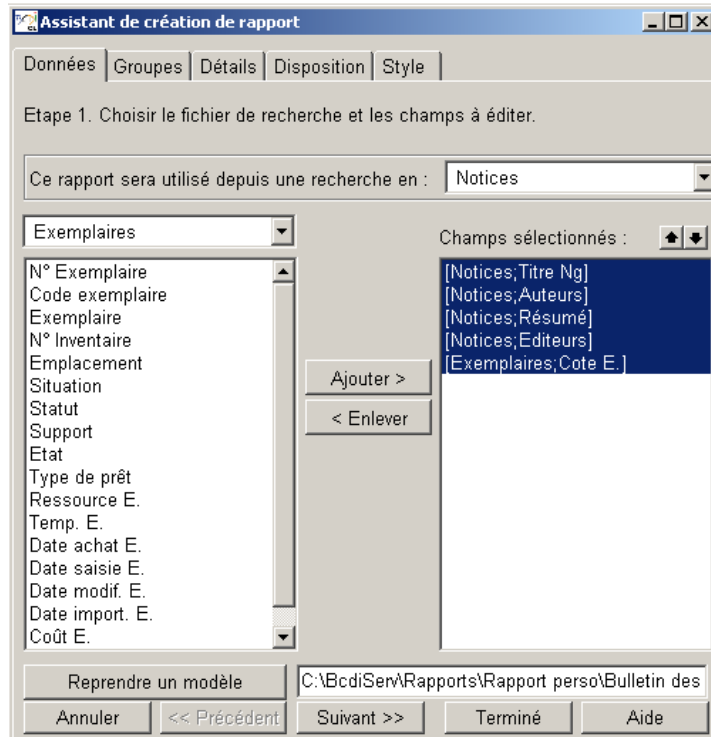 Assistant de création de rapport
Données Groupes Détails Disposition Style
Etape 1. Choisir le fichier de recherche et les champs à éditer.
Ce rapport sera utilisé depuis une recherche en : Notices
Exemplaires
Champs sélectionnés :
N° Exemplaire
Code exemplaire
Exemplaire
N° Inventaire
Emplacement
Situation
Statut
Support
Etat
Type de prêt
Ressource E.
Temp. E.
Date achat E.
Date saisie E.
Date modif. E.
Date import. E.
Coût E.
Ajouter >
< Enlever
[Notices;Titre Ng]
[Notices;Auteurs]
[Notices;Résumé]
[Notices;Editeurs]
[Exemplaires;Cote E.]
Reprendre un modèle C:\BcdiServ\Rapports\Rapport perso\Bulletin des
Annuler << Précédent Suivant >> Terminé Aide